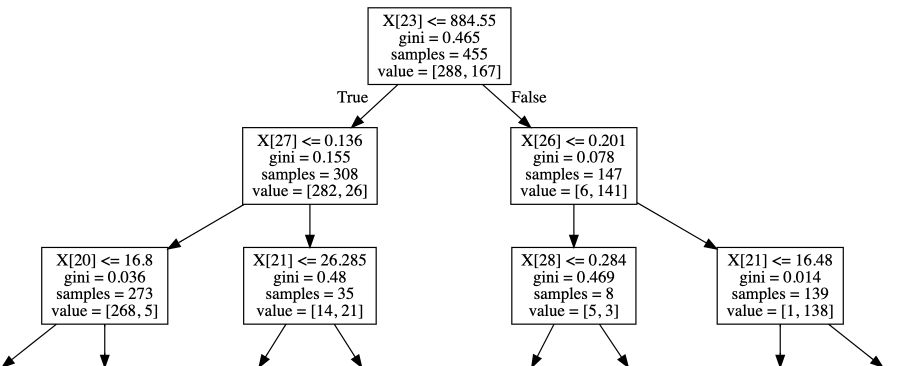 X[23] <= 884.55
gini = 0.465
samples = 455
value = [288, 167]
True
False
X[27] <= 0.136
gini = 0.155
samples = 308
value = [282, 26]
X[26] <= 0.201
gini = 0.078
samples = 147
value = [6, 141]
X[20] <= 16.8
gini = 0.036
samples = 273
value = [268, 5]
X[21] <= 26.285
gini = 0.48
samples = 35
value = [14, 21]
X[28] <= 0.284
gini = 0.469
samples = 8
value = [5, 3]
X[21] <= 16.48
gini = 0.014
samples = 139
value = [1, 138]